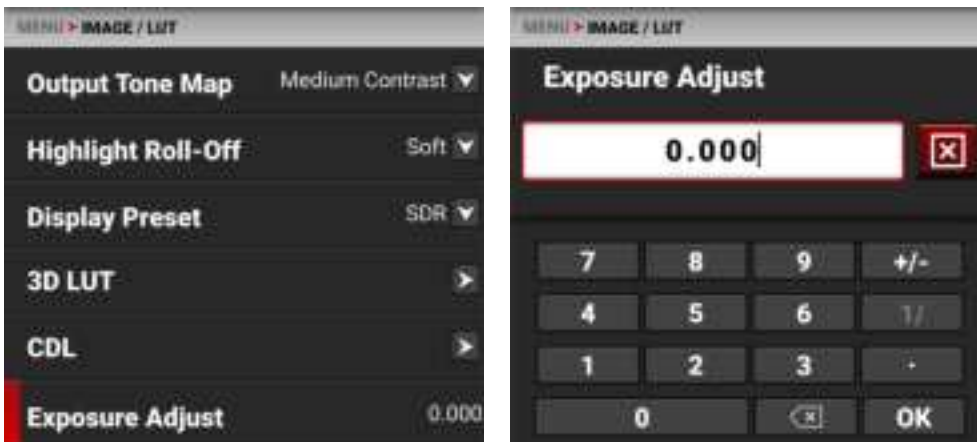 MENU > IMAGE / LUT
Output Tone Map Medium Contrast
Highlight Roll-Off Soft
Display Preset SDR
3D LUT
CDL
Exposure Adjust 0.000
MENU > IMAGE / LUT
Exposure Adjust
0.000
7 8 9 +/-
4 5 6 1/
1 2 3 .
0 OK